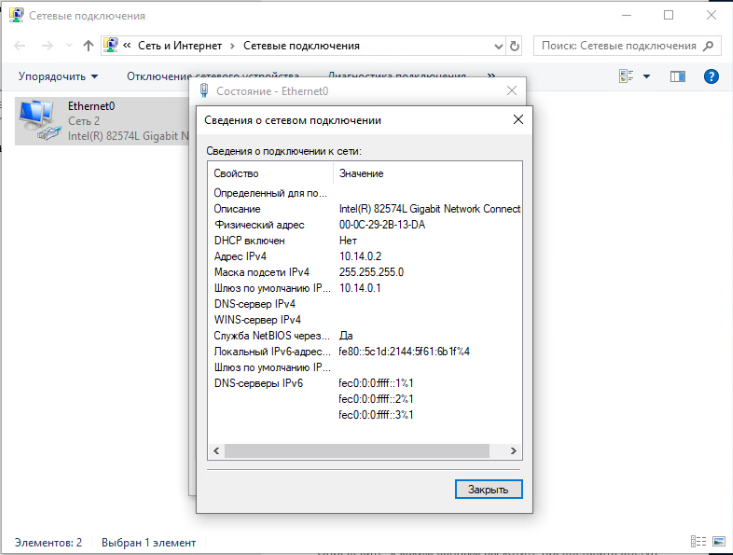 Сетевые подключения
« Сеть и Интернет > Сетевые подключения
Поиск: Сетевые подключения
Упорядочить Отключение сетевого устройства Диагностика подключения »
Ethernet0
Сеть 2
Intel(R) 82574L Gigabit N
Состояние - Ethernet0
Сведения о сетевом подключении
Сведения о подключении к сети:
Свойство Значение
Определенный для по...
Описание Intel(R) 82574L Gigabit Network Connect
Физический адрес 00-0C-29-2B-13-DA
DHCP включен Нет
Адрес IPv4 10.14.0.2
Маска подсети IPv4 255.255.255.0
Шлюз по умолчанию IP... 10.14.0.1
DNS-сервер IPv4
WINS-сервер IPv4
Служба NetBIOS через... Да
Локальный IPv6-адрес... fe80::5c1d:2144:5f61:6b1f%4
Шлюз по умолчанию IP...
DNS-серверы IPv6 fec0:0:0:ffff::1%1
fec0:0:0:ffff::2%1
fec0:0:0:ffff::3%1
Закрыть
Элементов: 2 Выбран 1 элемент